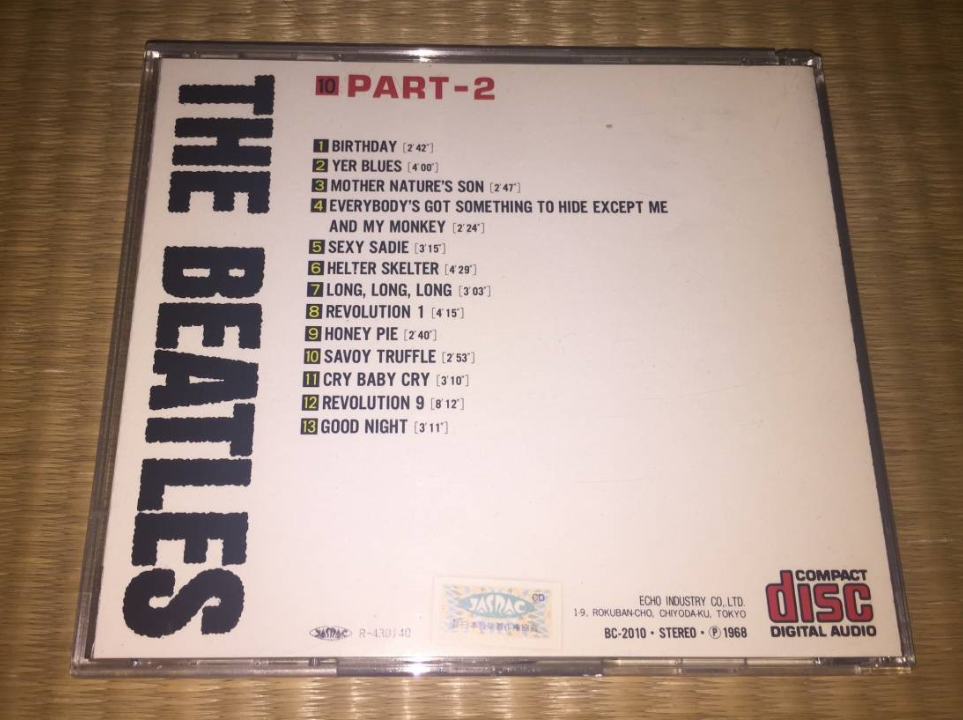 THE BEATLES
10 PART-2
1 BIRTHDAY [2'42"]
2 YER BLUES [4'00"]
3 MOTHER NATURE'S SON [2'47"]
4 EVERYBODY'S GOT SOMETHING TO HIDE EXCEPT ME
AND MY MONKEY [2'24"]
5 SEXY SADIE [3'15"]
6 HELTER SKELTER [4'29"]
7 LONG, LONG, LONG [3'03"]
8 REVOLUTION 1 [4'15"]
9 HONEY PIE [2'40"]
10 SAVOY TRUFFLE [2'53"]
11 CRY BABY CRY [3'10"]
12 REVOLUTION 9 [8'12"]
13 GOOD NIGHT [3'11"]
JASRAC R-430140
CD
JASRAC
ECHO INDUSTRY CO,.LTD.
1-9, ROKUBAN-CHO, CHIYODA-KU, TOKYO
BC-2010・STEREO・Ⓟ1968
COMPACT
disc
DIGITAL AUDIO